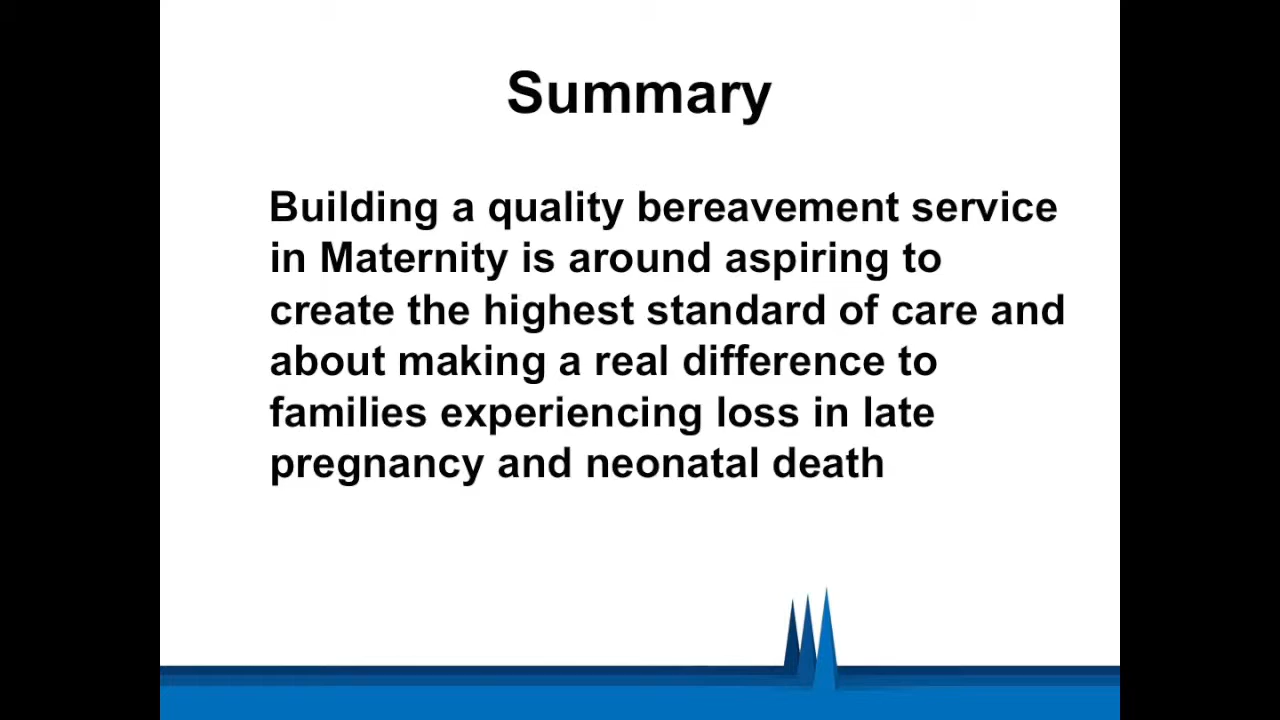 Summary
Building a quality bereavement service
in Maternity is around aspiring to
create the highest standard of care and
about making a real difference to
families experiencing loss in late
pregnancy and neonatal death